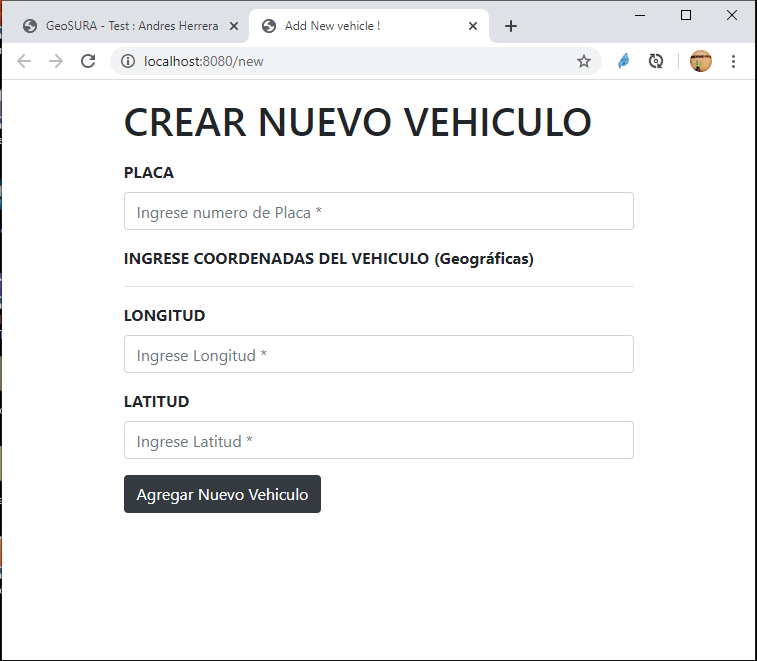 GeoSURA - Test : Andres Herrera
Add New vehicle !
localhost:8080/new
CREAR NUEVO VEHICULO
PLACA
Ingrese numero de Placa *
INGRESE COORDENADAS DEL VEHICULO (Geográficas)
LONGITUD
Ingrese Longitud *
LATITUD
Ingrese Latitud *
Agregar Nuevo Vehiculo